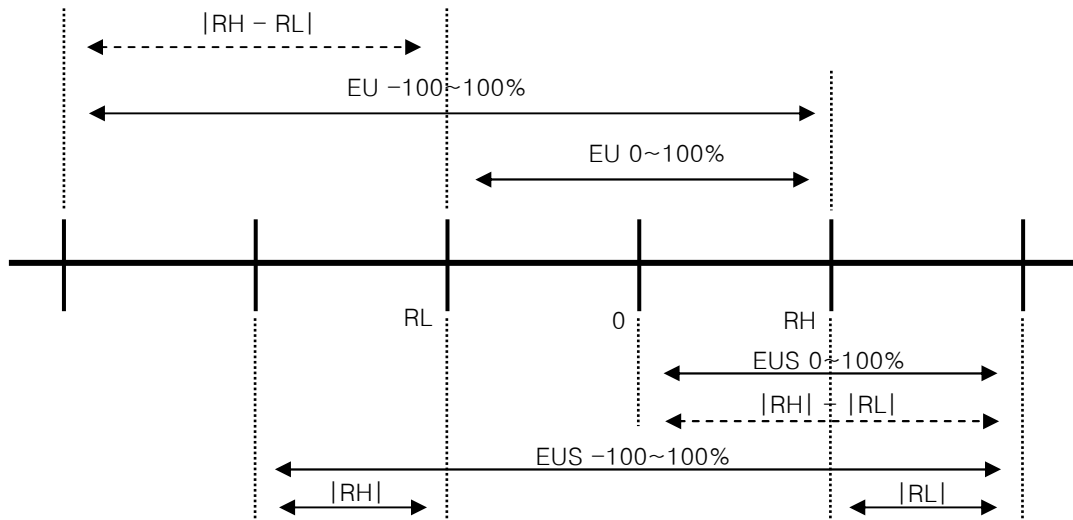 |RH - RL|
EU -100~100%
EU 0~100%
RL
0
RH
EUS 0~100%
|RH| - |RL|
EUS -100~100%
|RH|
|RL|